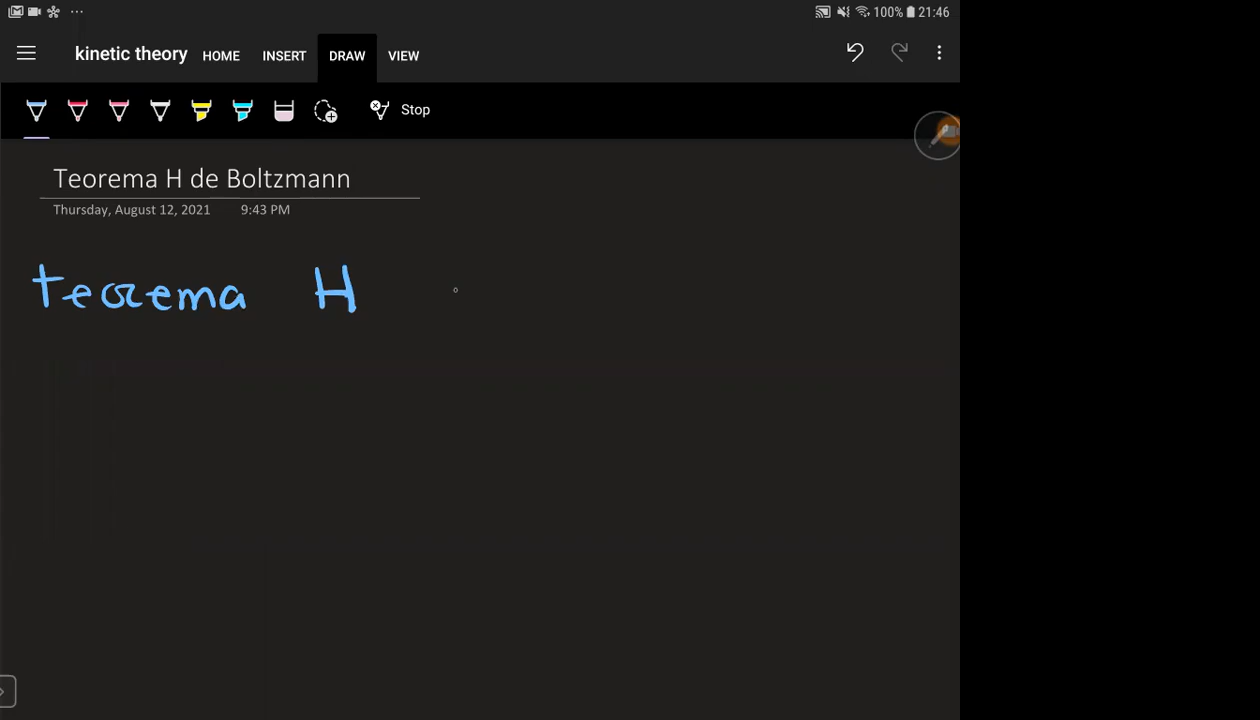 100% 21:46
kinetic theory HOME INSERT DRAW VIEW
Stop
Teorema H de Boltzmann
Thursday, August 12, 2021 9:43 PM
Teorema H